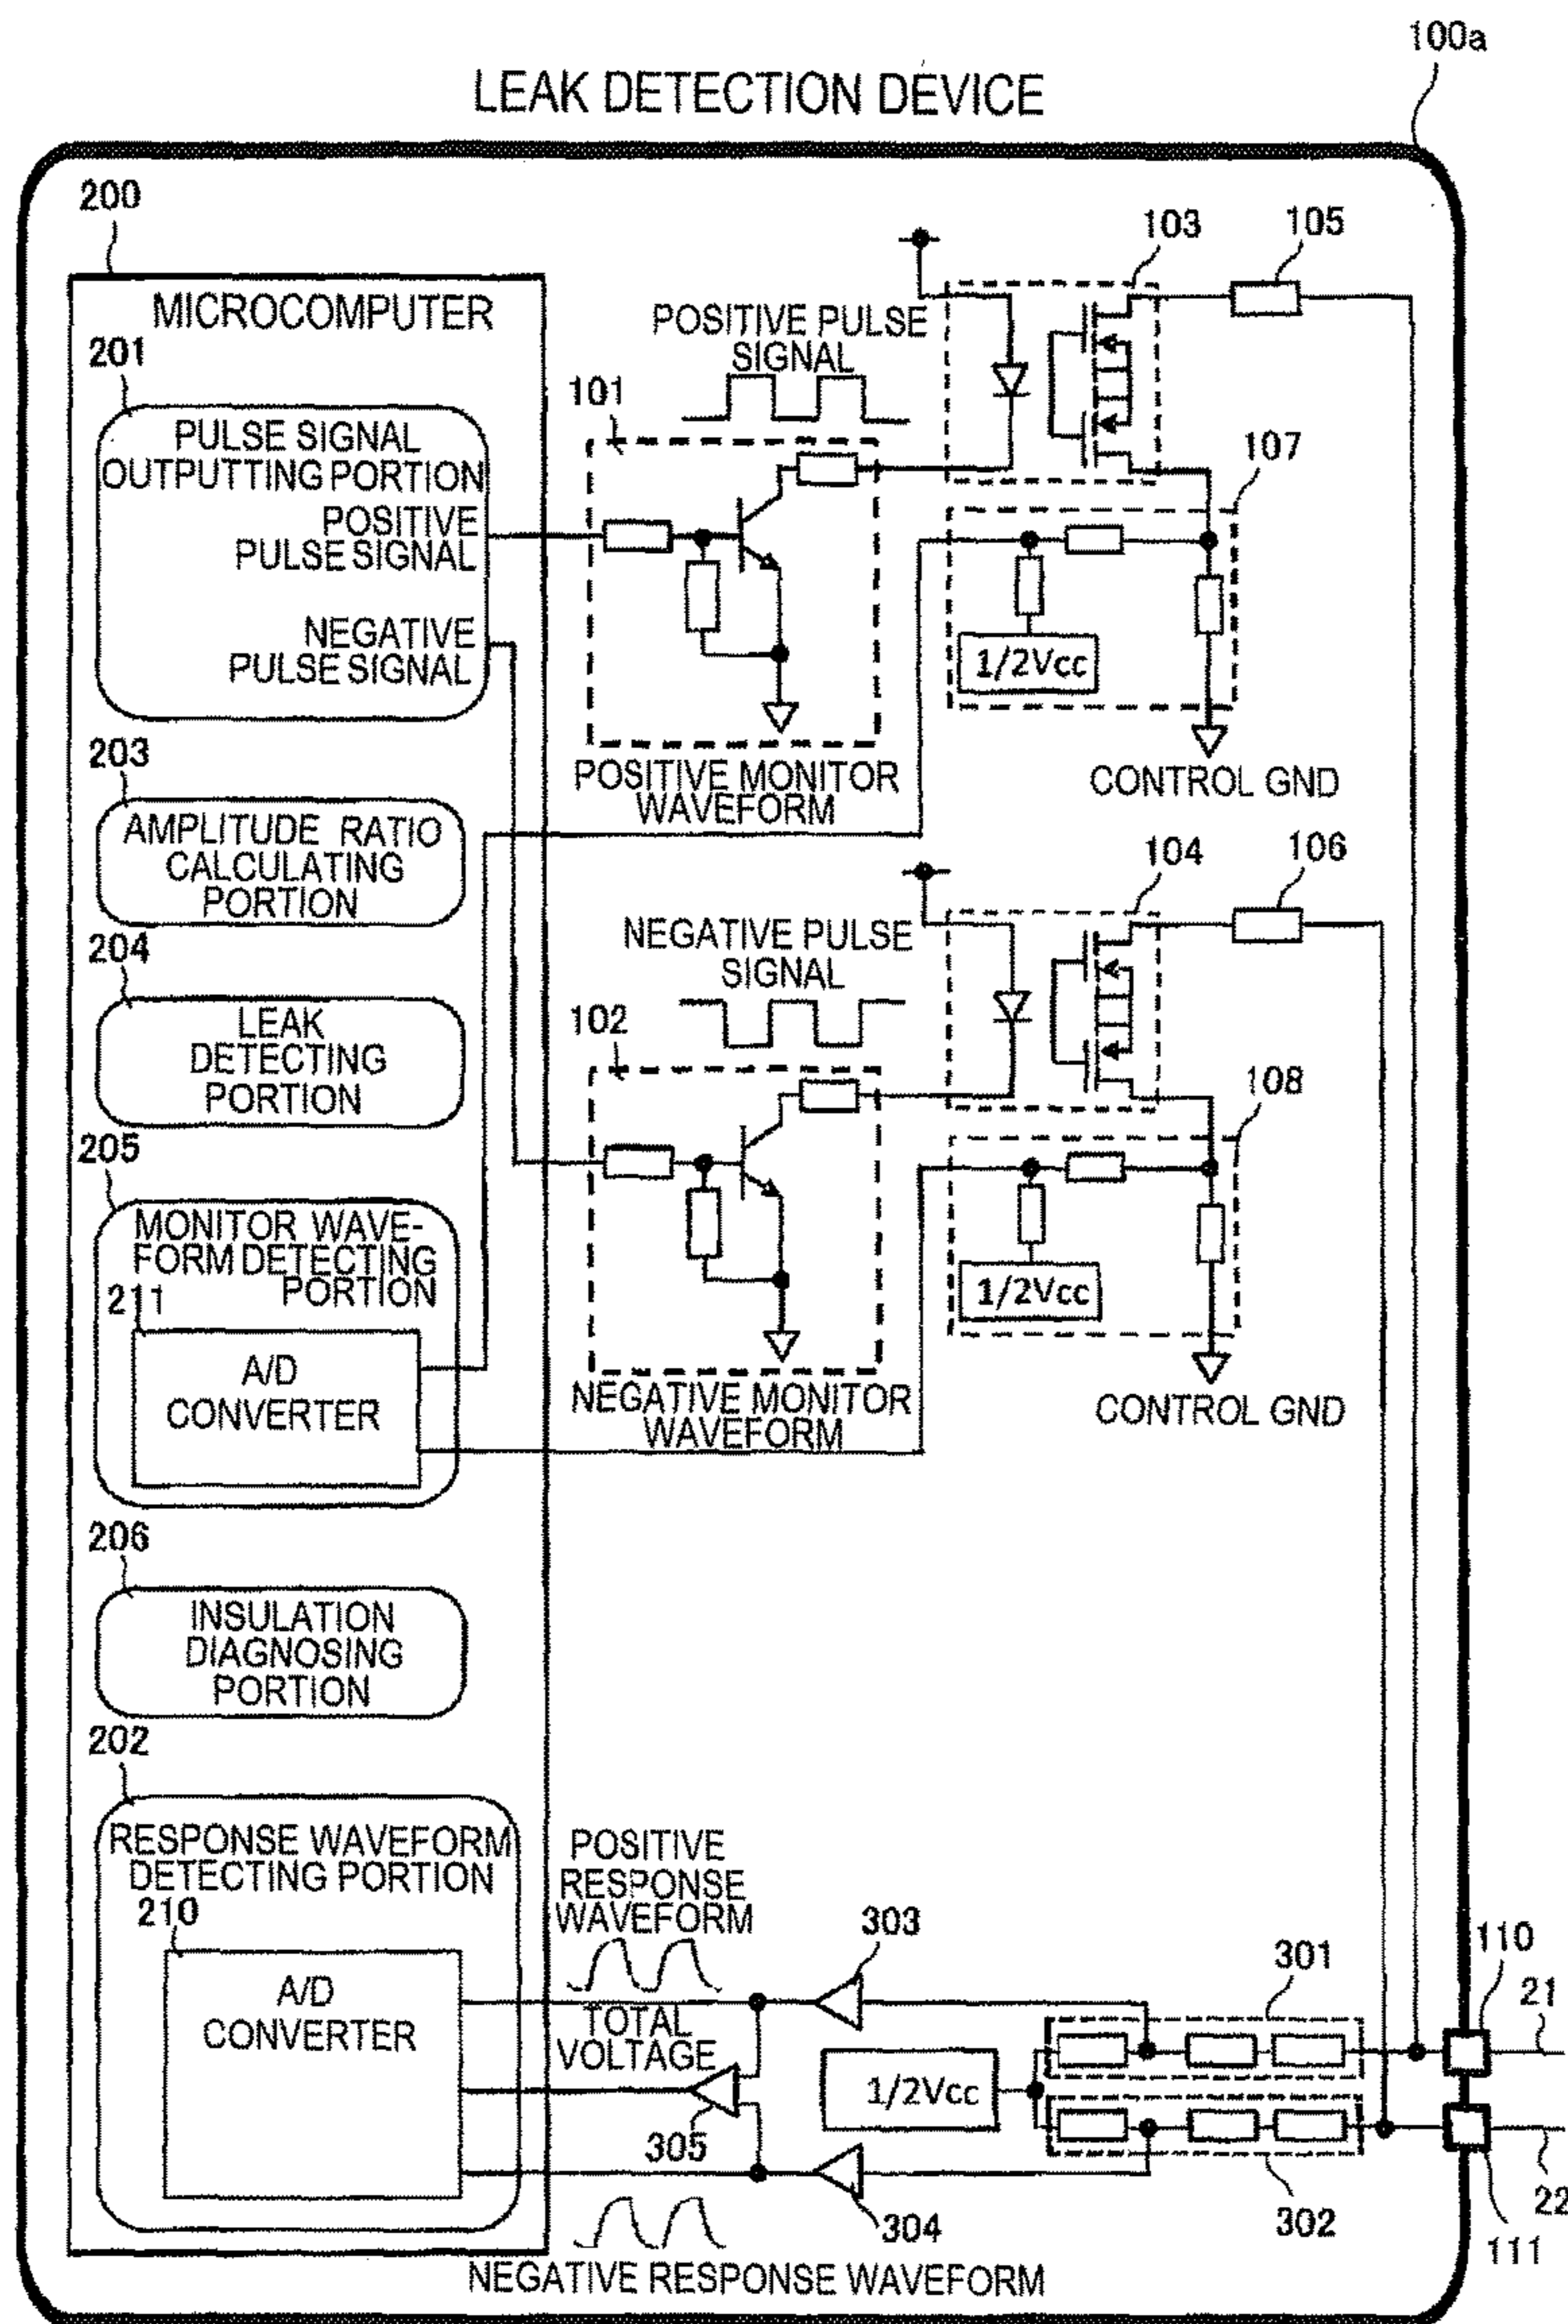 100a
LEAK DETECTION DEVICE
200
MICROCOMPUTER
201
PULSE SIGNAL
OUTPUTTING PORTION
POSITIVE
PULSE SIGNAL
NEGATIVE
PULSE SIGNAL
203
AMPLITUDE RATIO
CALCULATING
PORTION
204
LEAK
DETECTING
PORTION
205
MONITOR WAVE-
FORM DETECTING
PORTION
211
A/D
CONVERTER
206
INSULATION
DIAGNOSING
PORTION
202
RESPONSE WAVEFORM
DETECTING PORTION
210
A/D
CONVERTER
POSITIVE PULSE
SIGNAL
101
103
105
107
1/2Vcc
CONTROL GND
POSITIVE MONITOR
WAVEFORM
NEGATIVE PULSE
SIGNAL
102
104
106
108
1/2Vcc
CONTROL GND
NEGATIVE MONITOR
WAVEFORM
POSITIVE
RESPONSE
WAVEFORM
303
TOTAL
VOLTAGE
305
1/2Vcc
301
110
21
304
302
111
22
NEGATIVE RESPONSE WAVEFORM